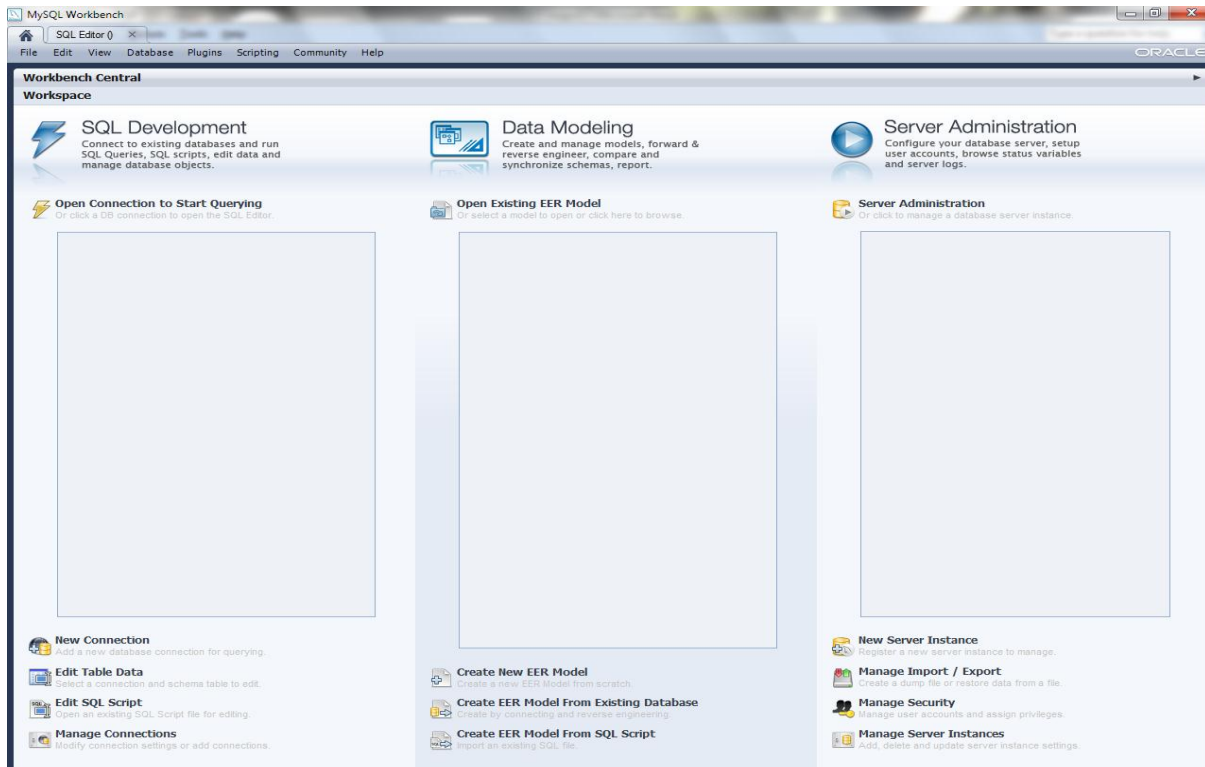 MySQL Workbench
SQL Editor ()
File Edit View Database Plugins Scripting Community Help
ORACLE
Workbench Central
Workspace
SQL Development
Connect to existing databases and run
SQL Queries, SQL scripts, edit data and
manage database objects.
Open Connection to Start Querying
Or click a DB connection to open the SQL Editor.
New Connection
Add a new database connection for querying.
Edit Table Data
Select a connection and schema table to edit.
Edit SQL Script
Open an existing SQL Script file for editing.
Manage Connections
Modify connection settings or add connections.
Data Modeling
Create and manage models, forward &
reverse engineer, compare and
synchronize schemas, report.
Open Existing EER Model
Or select a model to open or click here to browse.
Create New EER Model
Create a new EER Model from scratch.
Create EER Model From Existing Database
Create by connecting and reverse engineering.
Create EER Model From SQL Script
Import an existing SQL file.
Server Administration
Configure your database server, setup
user accounts, browse status variables
and server logs.
Server Administration
Or click to manage a database server instance.
New Server Instance
Register a new server instance to manage.
Manage Import / Export
Create a dump file or restore data from a file.
Manage Security
Manage user accounts and assign privileges.
Manage Server Instances
Add, delete and update server instance settings.